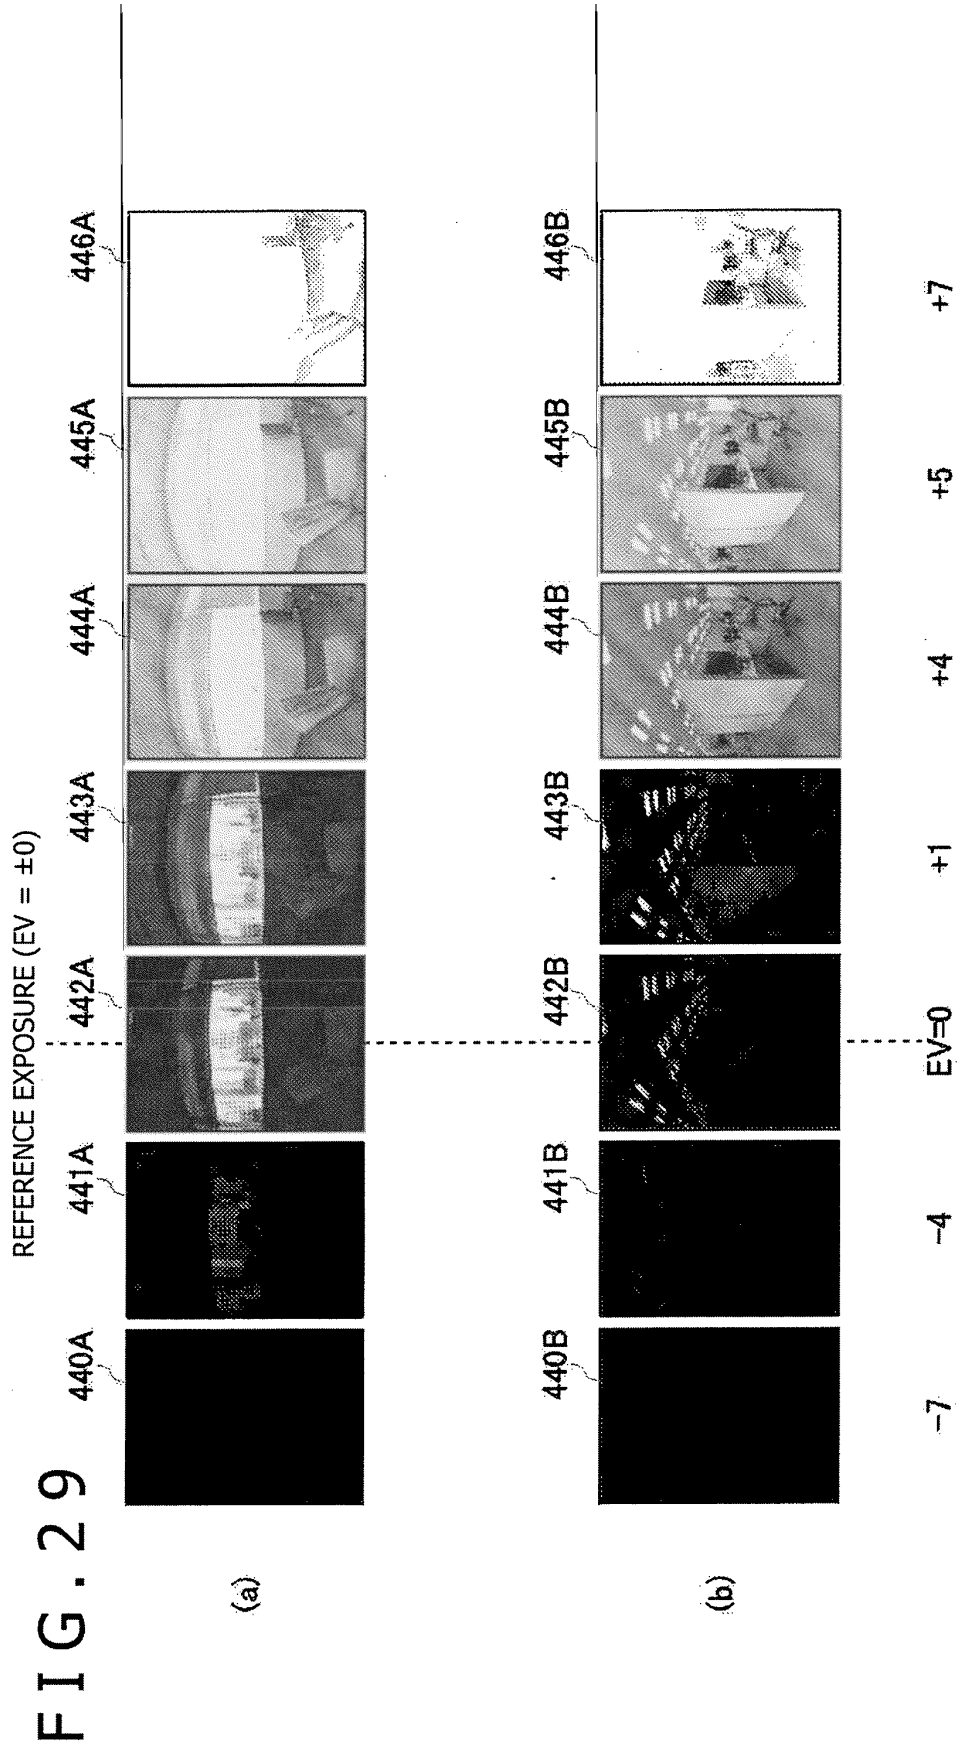 FIG.29
REFERENCE EXPOSURE (EV = ±0)
(a)
440A 441A 442A 443A 444A 445A 446A
(b)
440B 441B 442B 443B 444B 445B 446B
−7 −4 EV=0 +1 +4 +5 +7